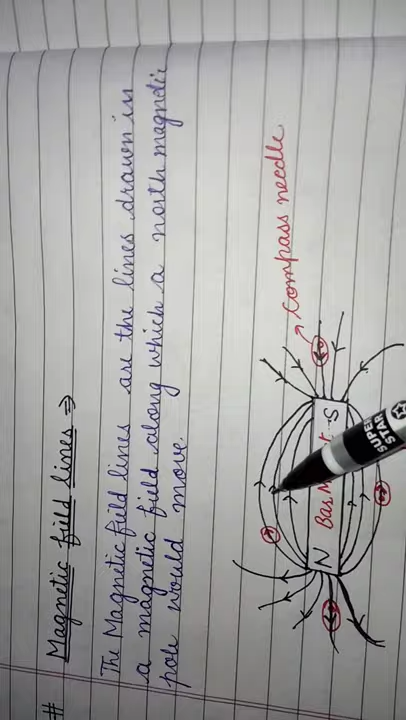 # Magnetic field lines ⇒
The Magnetic field lines are the lines drawn in
a magnetic field along which a north magnetic
pole would move.
compass needle
N
S
SUPER
STAR